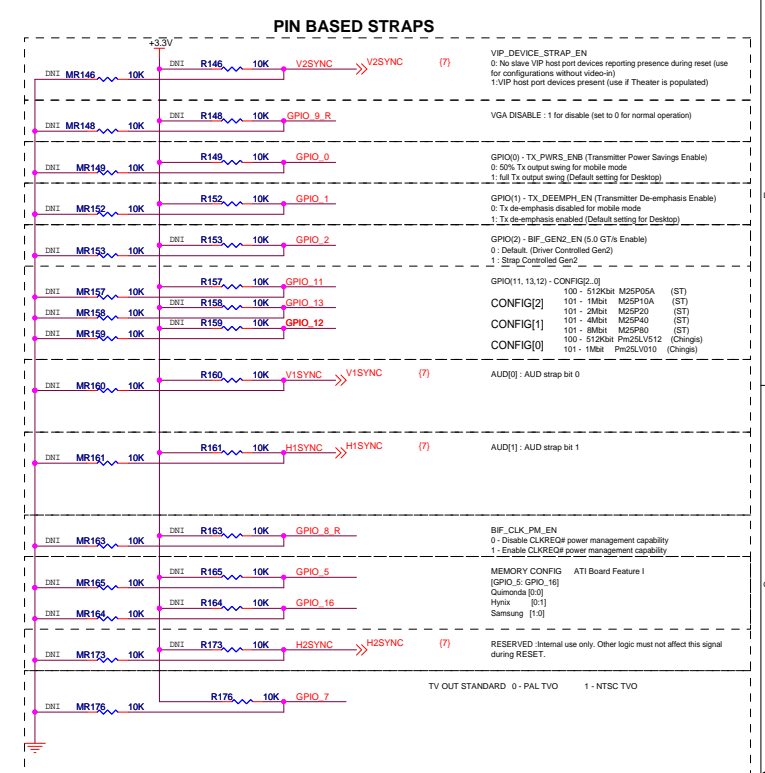 PIN BASED STRAPS
+3.3V
DNI R146 10K V2SYNC V2SYNC {7}
DNI MR146 10K
VIP_DEVICE_STRAP_EN
0: No slave VIP host port devices reporting presence during reset (use
for configurations without video-in)
1:VIP host port devices present (use if Theater is populated)
DNI R148 10K GPIO_9_R
DNI MR148 10K
VGA DISABLE : 1 for disable (set to 0 for normal operation)
R149 10K GPIO_0
DNI MR149 10K
GPIO(0) - TX_PWRS_ENB (Transmitter Power Savings Enable)
0: 50% Tx output swing for mobile mode
1: full Tx output swing (Default setting for Desktop)
R152 10K GPIO_1
DNI MR152 10K
GPIO(1) - TX_DEEMPH_EN (Transmitter De-emphasis Enable)
0: Tx de-emphasis disabled for mobile mode
1: Tx de-emphasis enabled (Default setting for Desktop)
DNI R153 10K GPIO_2
DNI MR153 10K
GPIO(2) - BIF_GEN2_EN (5.0 GT/s Enable)
0 : Default. (Driver Controlled Gen2)
1 : Strap Controlled Gen2
R157 10K GPIO_11
DNI MR157 10K
R158 10K GPIO_13
DNI MR158 10K
R159 10K GPIO_12
DNI MR159 10K
GPIO(11, 13,12) - CONFIG[2..0]
100 - 512Kbit M25P05A (ST)
CONFIG[2] 101 - 1Mbit M25P10A (ST)
101 - 2Mbit M25P20 (ST)
CONFIG[1] 101 - 4Mbit M25P40 (ST)
101 - 8Mbit M25P80 (ST)
CONFIG[0] 100 - 512Kbit Pm25LV512 (Chingis)
101 - 1Mbit Pm25LV010 (Chingis)
R160 10K V1SYNC V1SYNC {7}
DNI MR160 10K
AUD[0] : AUD strap bit 0
R161 10K H1SYNC H1SYNC {7}
DNI MR161 10K
AUD[1] : AUD strap bit 1
DNI R163 10K GPIO_8_R
DNI MR163 10K
BIF_CLK_PM_EN
0 - Disable CLKREQ# power management capability
1 - Enable CLKREQ# power management capability
DNI R165 10K GPIO_5
DNI MR165 10K
DNI R164 10K GPIO_16
DNI MR164 10K
MEMORY CONFIG ATI Board Feature I
[GPIO_5: GPIO_16]
Quimonda [0:0]
Hynix [0:1]
Samsung [1:0]
DNI R173 10K H2SYNC H2SYNC {7}
DNI MR173 10K
RESERVED :Internal use only. Other logic must not affect this signal
during RESET.
R176 10K GPIO_7
DNI MR176 10K
TV OUT STANDARD 0 - PAL TVO 1 - NTSC TVO